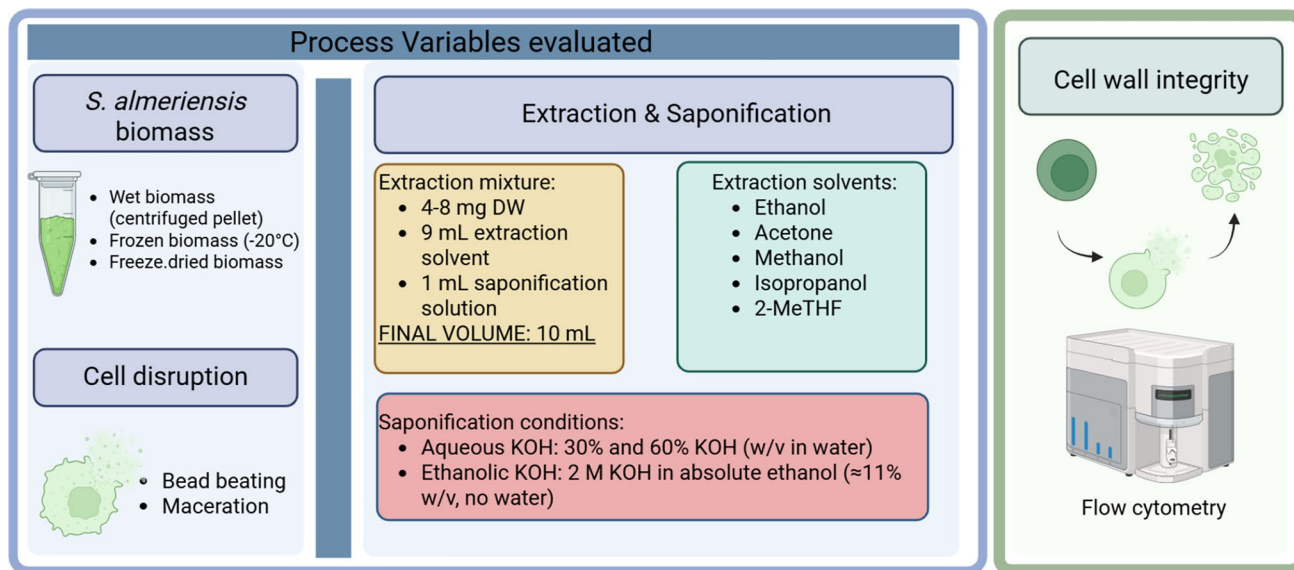 Process Variables evaluated
S. almeriensis
biomass
• Wet biomass
(centrifuged pellet)
• Frozen biomass (-20°C)
• Freeze.dried biomass
Cell disruption
• Bead beating
• Maceration
Extraction & Saponification
Extraction mixture:
• 4-8 mg DW
• 9 mL extraction
solvent
• 1 mL saponification
solution
FINAL VOLUME: 10 mL
Extraction solvents:
• Ethanol
• Acetone
• Methanol
• Isopropanol
• 2-MeTHF
Saponification conditions:
• Aqueous KOH: 30% and 60% KOH (w/v in water)
• Ethanolic KOH: 2 M KOH in absolute ethanol (≈11%
w/v, no water)
Cell wall integrity
Flow cytometry